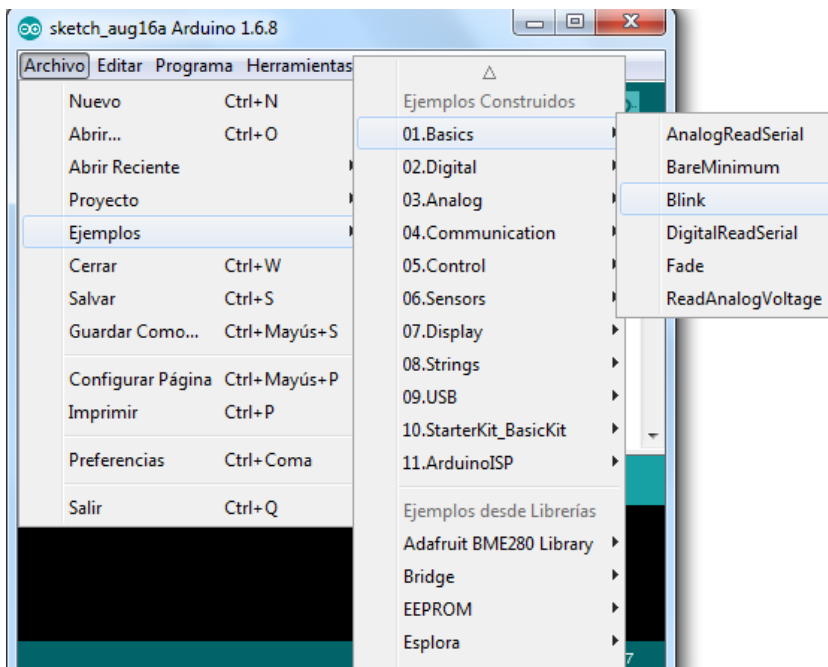 sketch_aug16a Arduino 1.6.8
Archivo Editar Programa Herramientas
Nuevo Ctrl+N
Abrir... Ctrl+O
Abrir Reciente
Proyecto
Ejemplos
Cerrar Ctrl+W
Salvar Ctrl+S
Guardar Como... Ctrl+Mayús+S
Configurar Página Ctrl+Mayús+P
Imprimir Ctrl+P
Preferencias Ctrl+Coma
Salir Ctrl+Q
Ejemplos Construidos
01.Basics
02.Digital
03.Analog
04.Communication
05.Control
06.Sensors
07.Display
08.Strings
09.USB
10.StarterKit_BasicKit
11.ArduinoISP
Ejemplos desde Librerías
Adafruit BME280 Library
Bridge
EEPROM
Esplora
AnalogReadSerial
BareMinimum
Blink
DigitalReadSerial
Fade
ReadAnalogVoltage
7